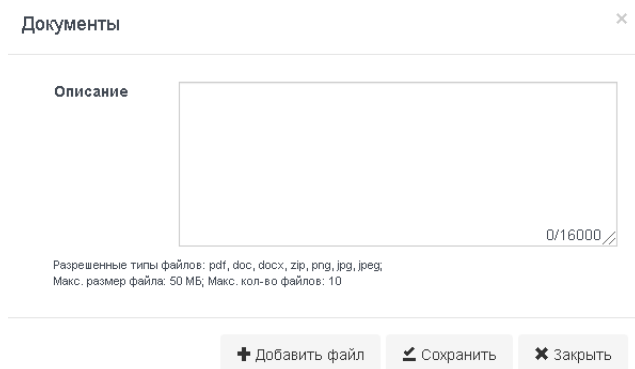 Документы
Описание
0/16000
Разрешенные типы файлов: pdf, doc, docx, zip, png, jpg, jpeg;
Макс. размер файла: 50 МБ; Макс. кол-во файлов: 10
Добавить файл Сохранить Закрыть